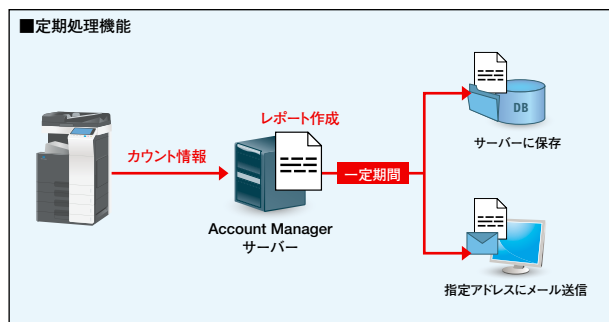 ■定期処理機能
カウント情報
レポート作成
Account Manager
サーバー
一定期間
DB
サーバーに保存
指定アドレスにメール送信